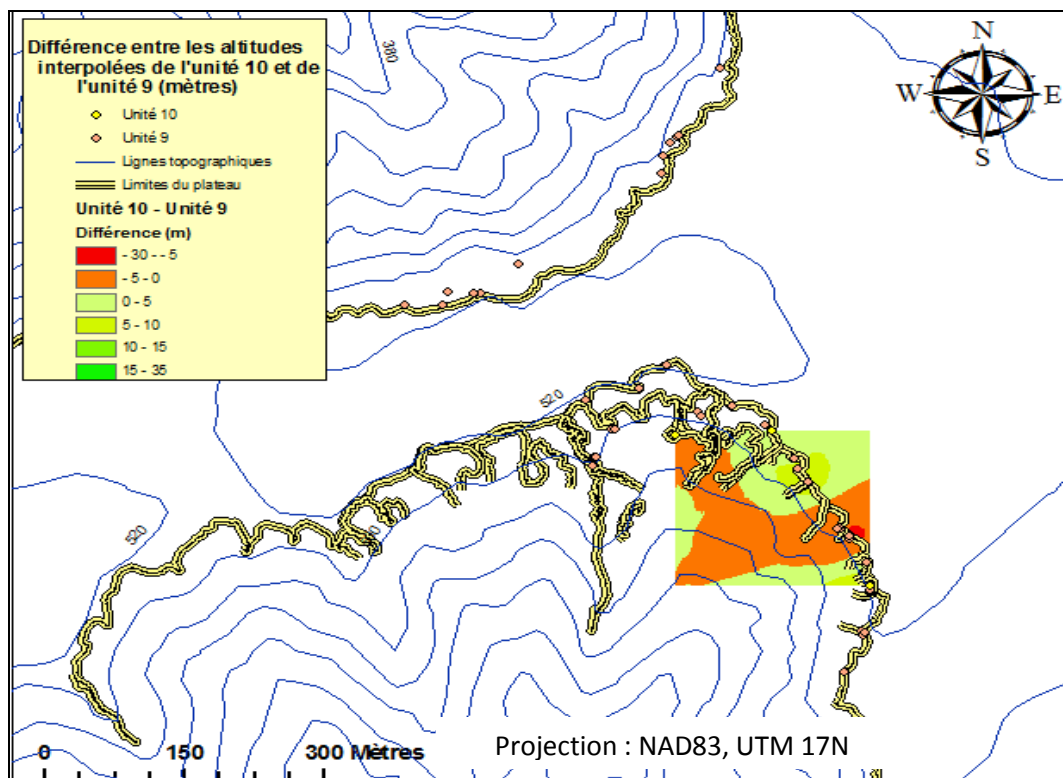 Différence entre les altitudes
interpolées de l'unité 10 et de
l'unité 9 (mètres)
Unité 10
Unité 9
Lignes topographiques
Limites du plateau
Unité 10 - Unité 9
Différence (m)
- 30 - - 5
- 5 - 0
0 - 5
5 - 10
10 - 15
15 - 35
380
N
W
E
S
520
520
0
150
300 Mètres
Projection : NAD83, UTM 17N